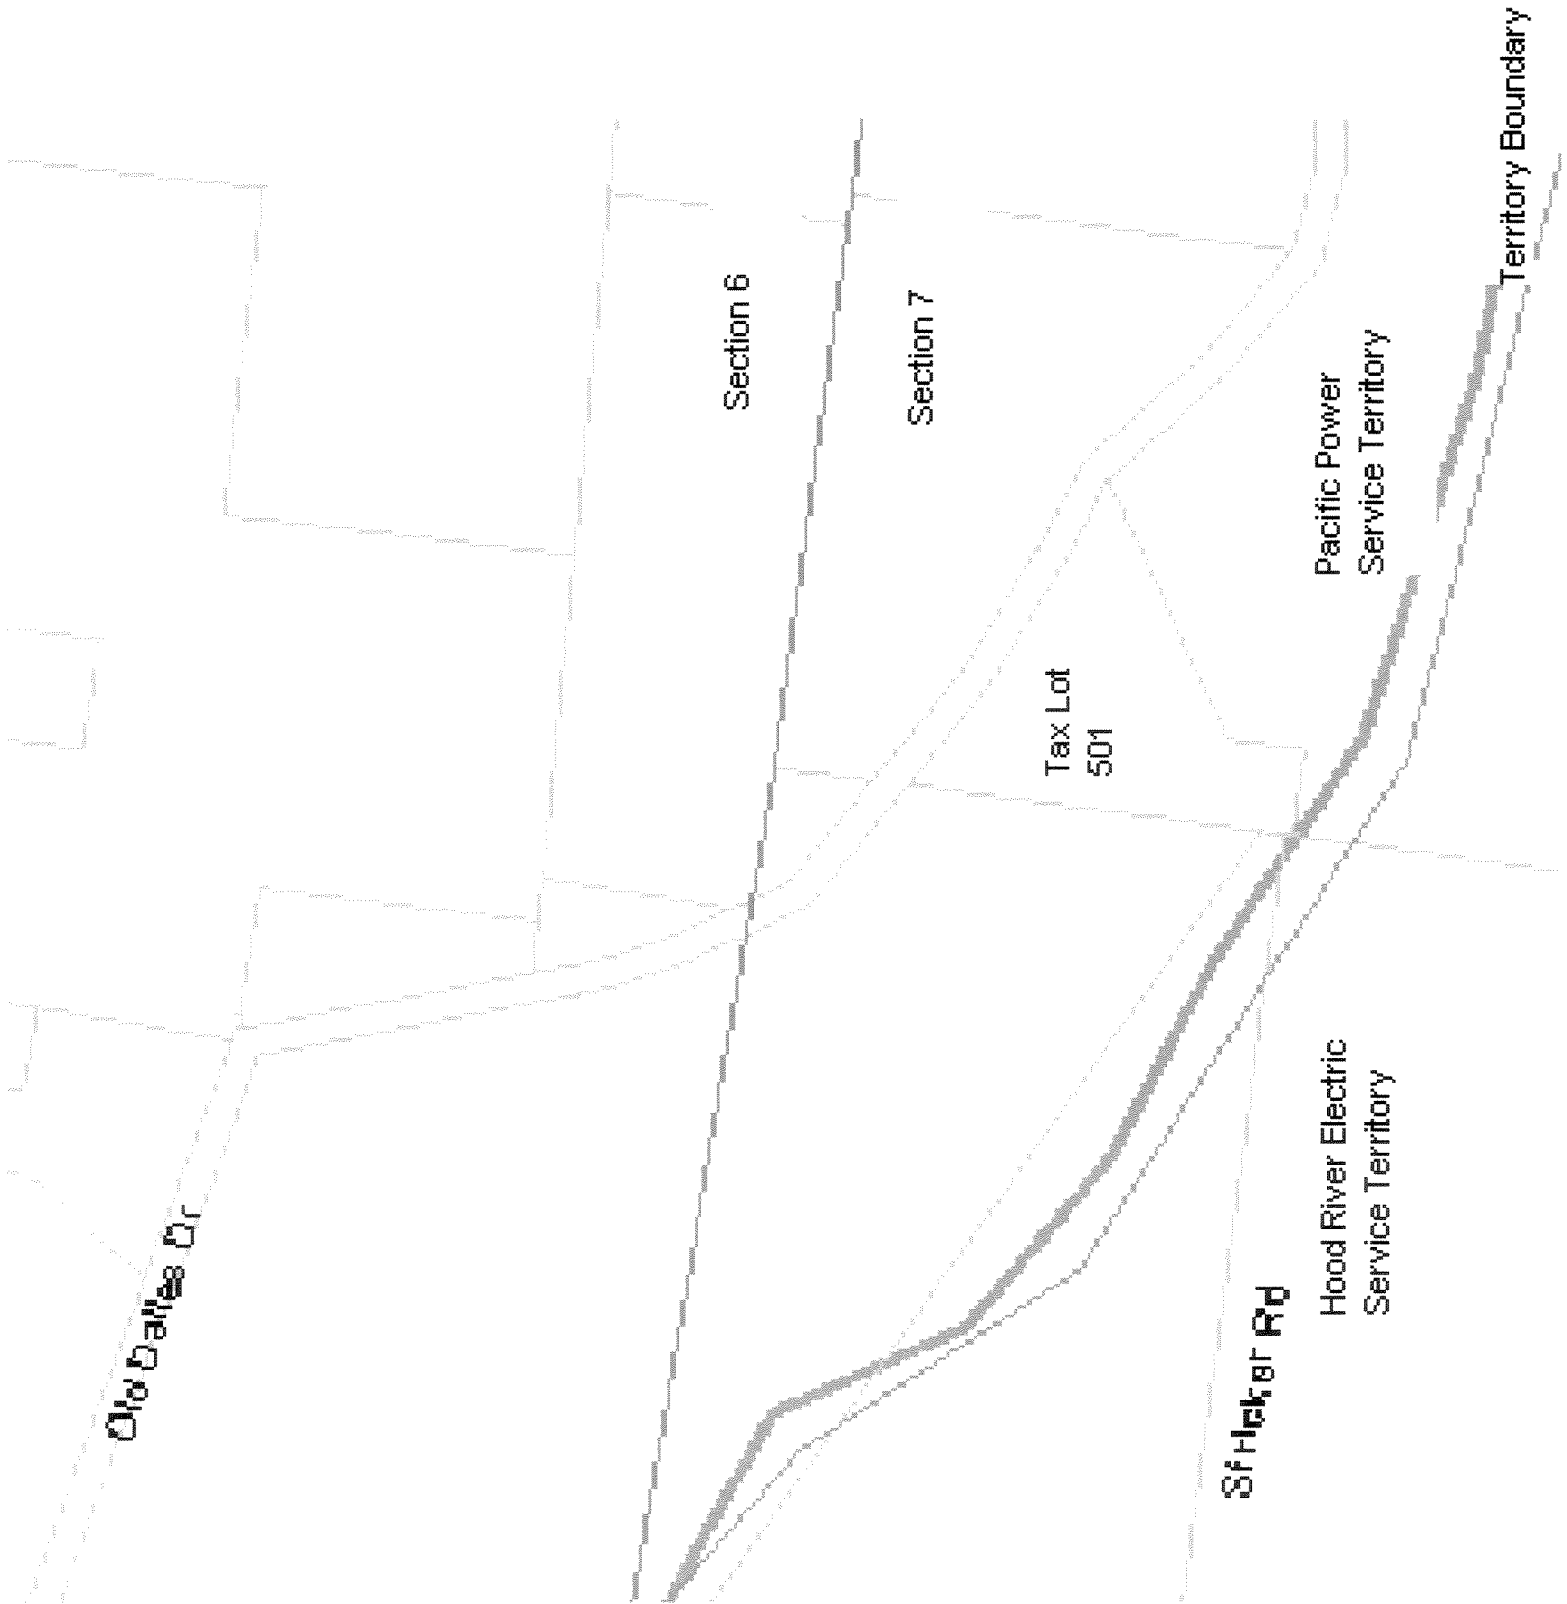 Old Dalles Dr
Section 6
Section 7
Tax Lot
501
Pacific Power
Service Territory
Territory Boundary
Rd
Hood River Electric
Service Territory